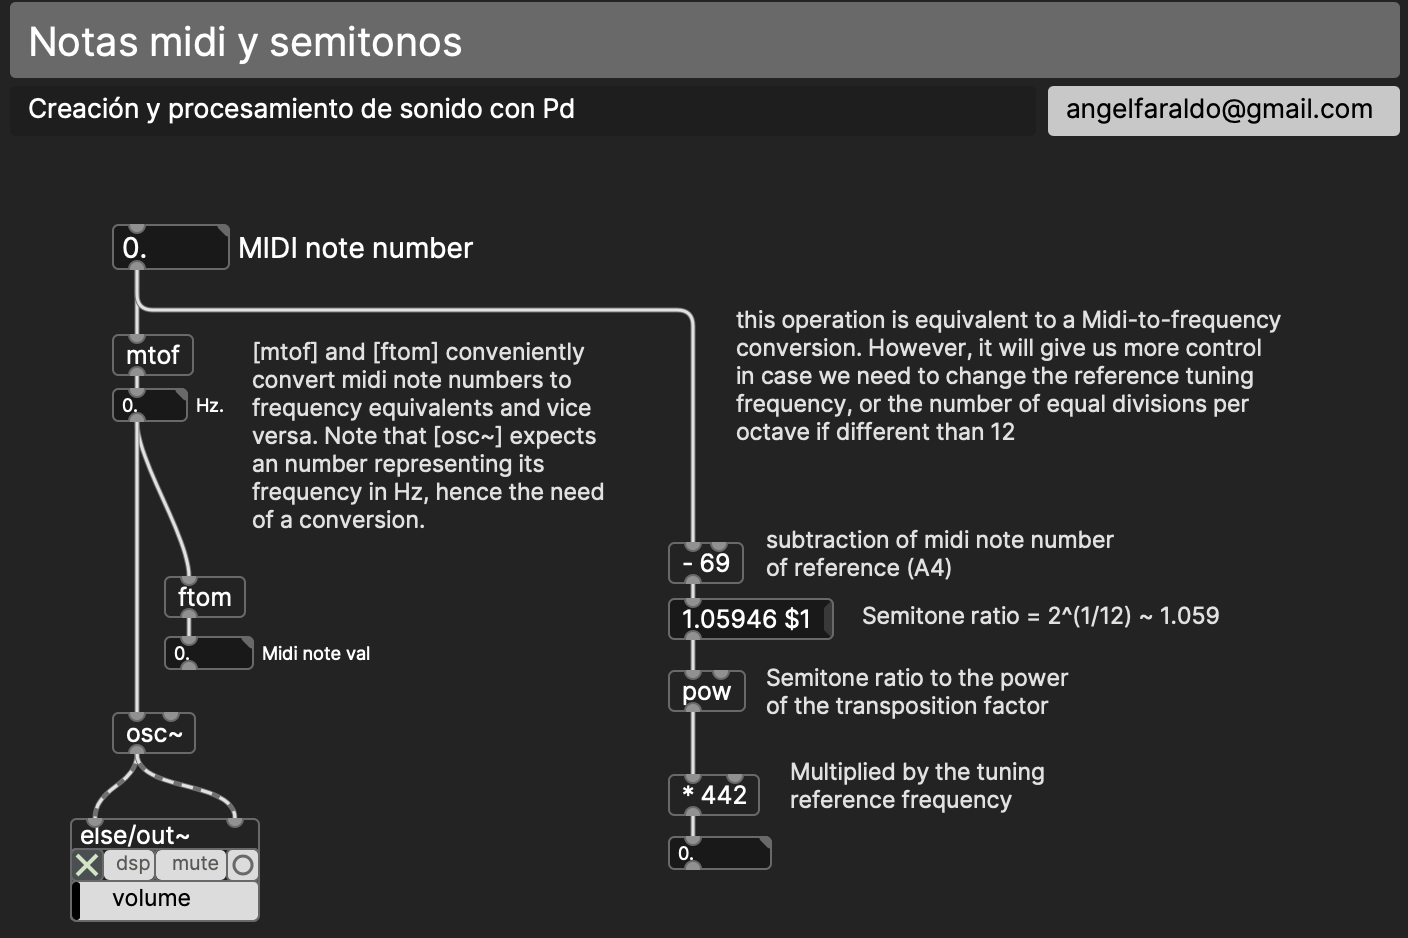 Notas midi y semitonos
Creación y procesamiento de sonido con Pd
angelfaraldo@gmail.com
0.
MIDI note number
mtof
0.
Hz.
[mtof] and [ftom] conveniently
convert midi note numbers to
frequency equivalents and vice
versa. Note that [osc~] expects
an number representing its
frequency in Hz, hence the need
of a conversion.
ftom
0.
Midi note val
osc~
else/out~
dsp
mute
volume
this operation is equivalent to a Midi-to-frequency
conversion. However, it will give us more control
in case we need to change the reference tuning
frequency, or the number of equal divisions per
octave if different than 12
- 69
subtraction of midi note number
of reference (A4)
1.05946 $1
Semitone ratio = 2^(1/12) ~ 1.059
pow
Semitone ratio to the power
of the transposition factor
* 442
Multiplied by the tuning
reference frequency
0.